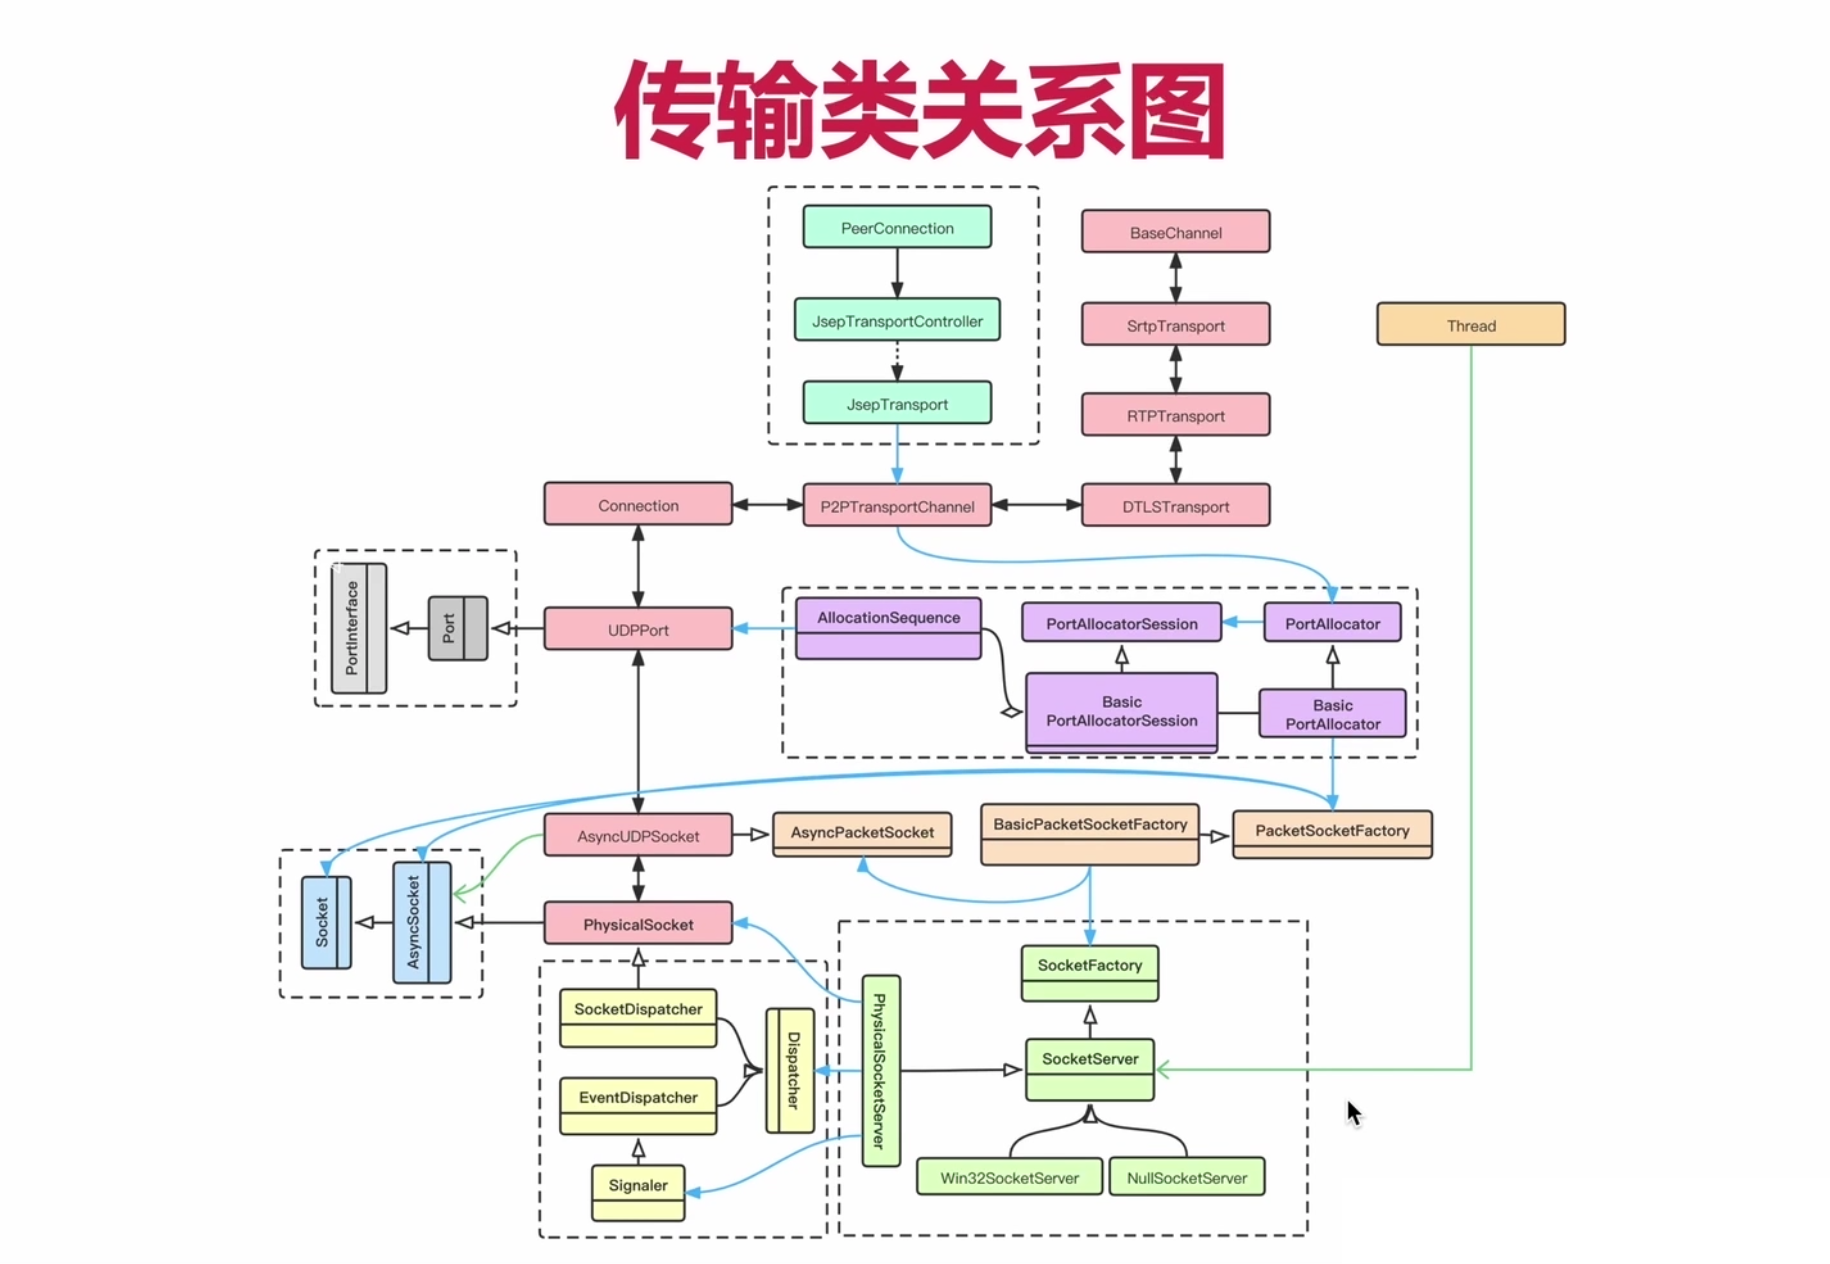 传输类关系图
PeerConnection
BaseChannel
JsepTransportController
SrtpTransport
Thread
JsepTransport
RTPTransport
Connection
P2PTransportChannel
DTLSTransport
PortInterface
Port
UDPPort
AllocationSequence
PortAllocatorSession
PortAllocator
Basic
PortAllocatorSession
Basic
PortAllocator
AsyncUDPSocket
AsyncPacketSocket
BasicPacketSocketFactory
PacketSocketFactory
Socket
AsyncSocket
PhysicalSocket
SocketFactory
SocketDispatcher
Dispatcher
PhysicalSocketServer
SocketServer
EventDispatcher
Signaler
Win32SocketServer
NullSocketServer